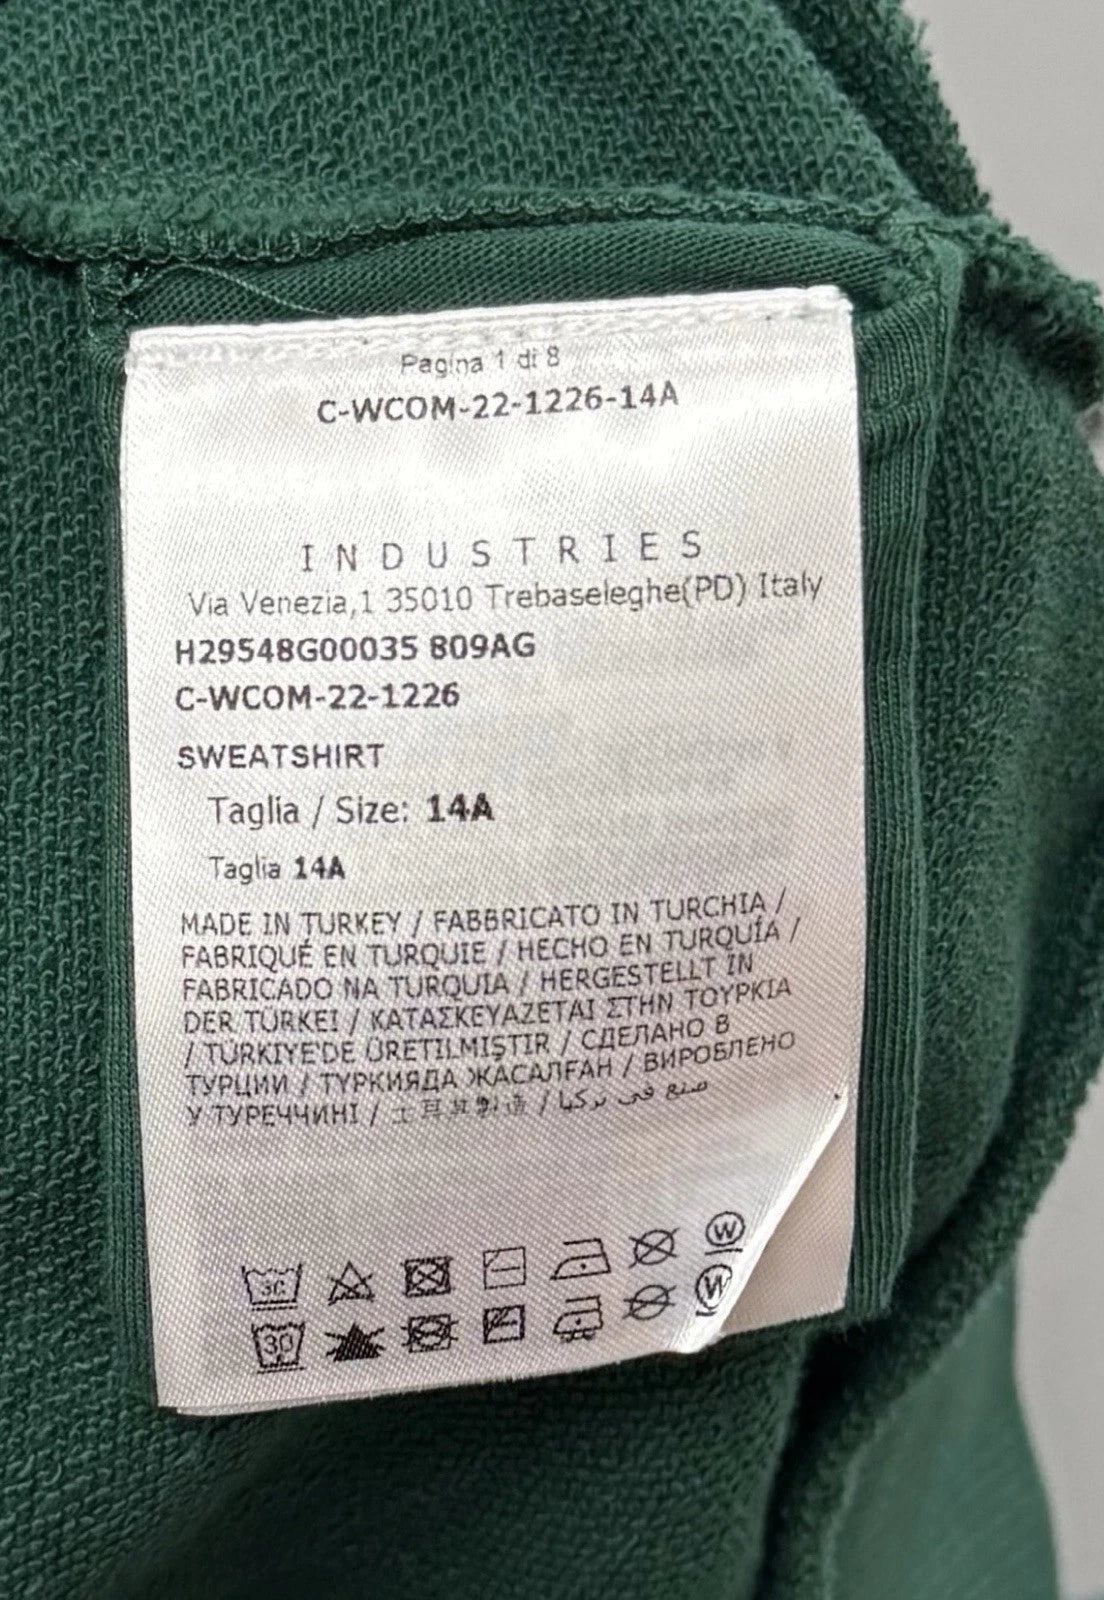 Pagina 1 di 8
C-WCOM-22-1226-14A
INDUSTRIES
Via Venezia,1 35010 Trebaseleghe(PD) Italy
H29548G00035 809AG
C-WCOM-22-1226
SWEATSHIRT
Taglia / Size: 14A
Taglia 14A
MADE IN TURKEY / FABBRICATO IN TURCHIA /
FABRIQUÉ EN TURQUIE / HECHO EN TURQUÍA /
FABRICADO NA TURQUIA / HERGESTELLT IN
DER TÜRKEI / ΚΑΤΑΣΚΕΥΑΖΕΤΑΙ ΣΤΗΝ ΤΟΥΡΚΙΑ
/ TÜRKIYE'DE ÜRETILMIŞTIR / СДЕЛАНО В
ТУРЦИИ / ТҮРКИЯДА ЖАСАЛҒАН / ВИРОБЛЕНО
У ТУРЕЧЧИНІ / 土耳其製造 / صنع في تركيا
30 W
30 W